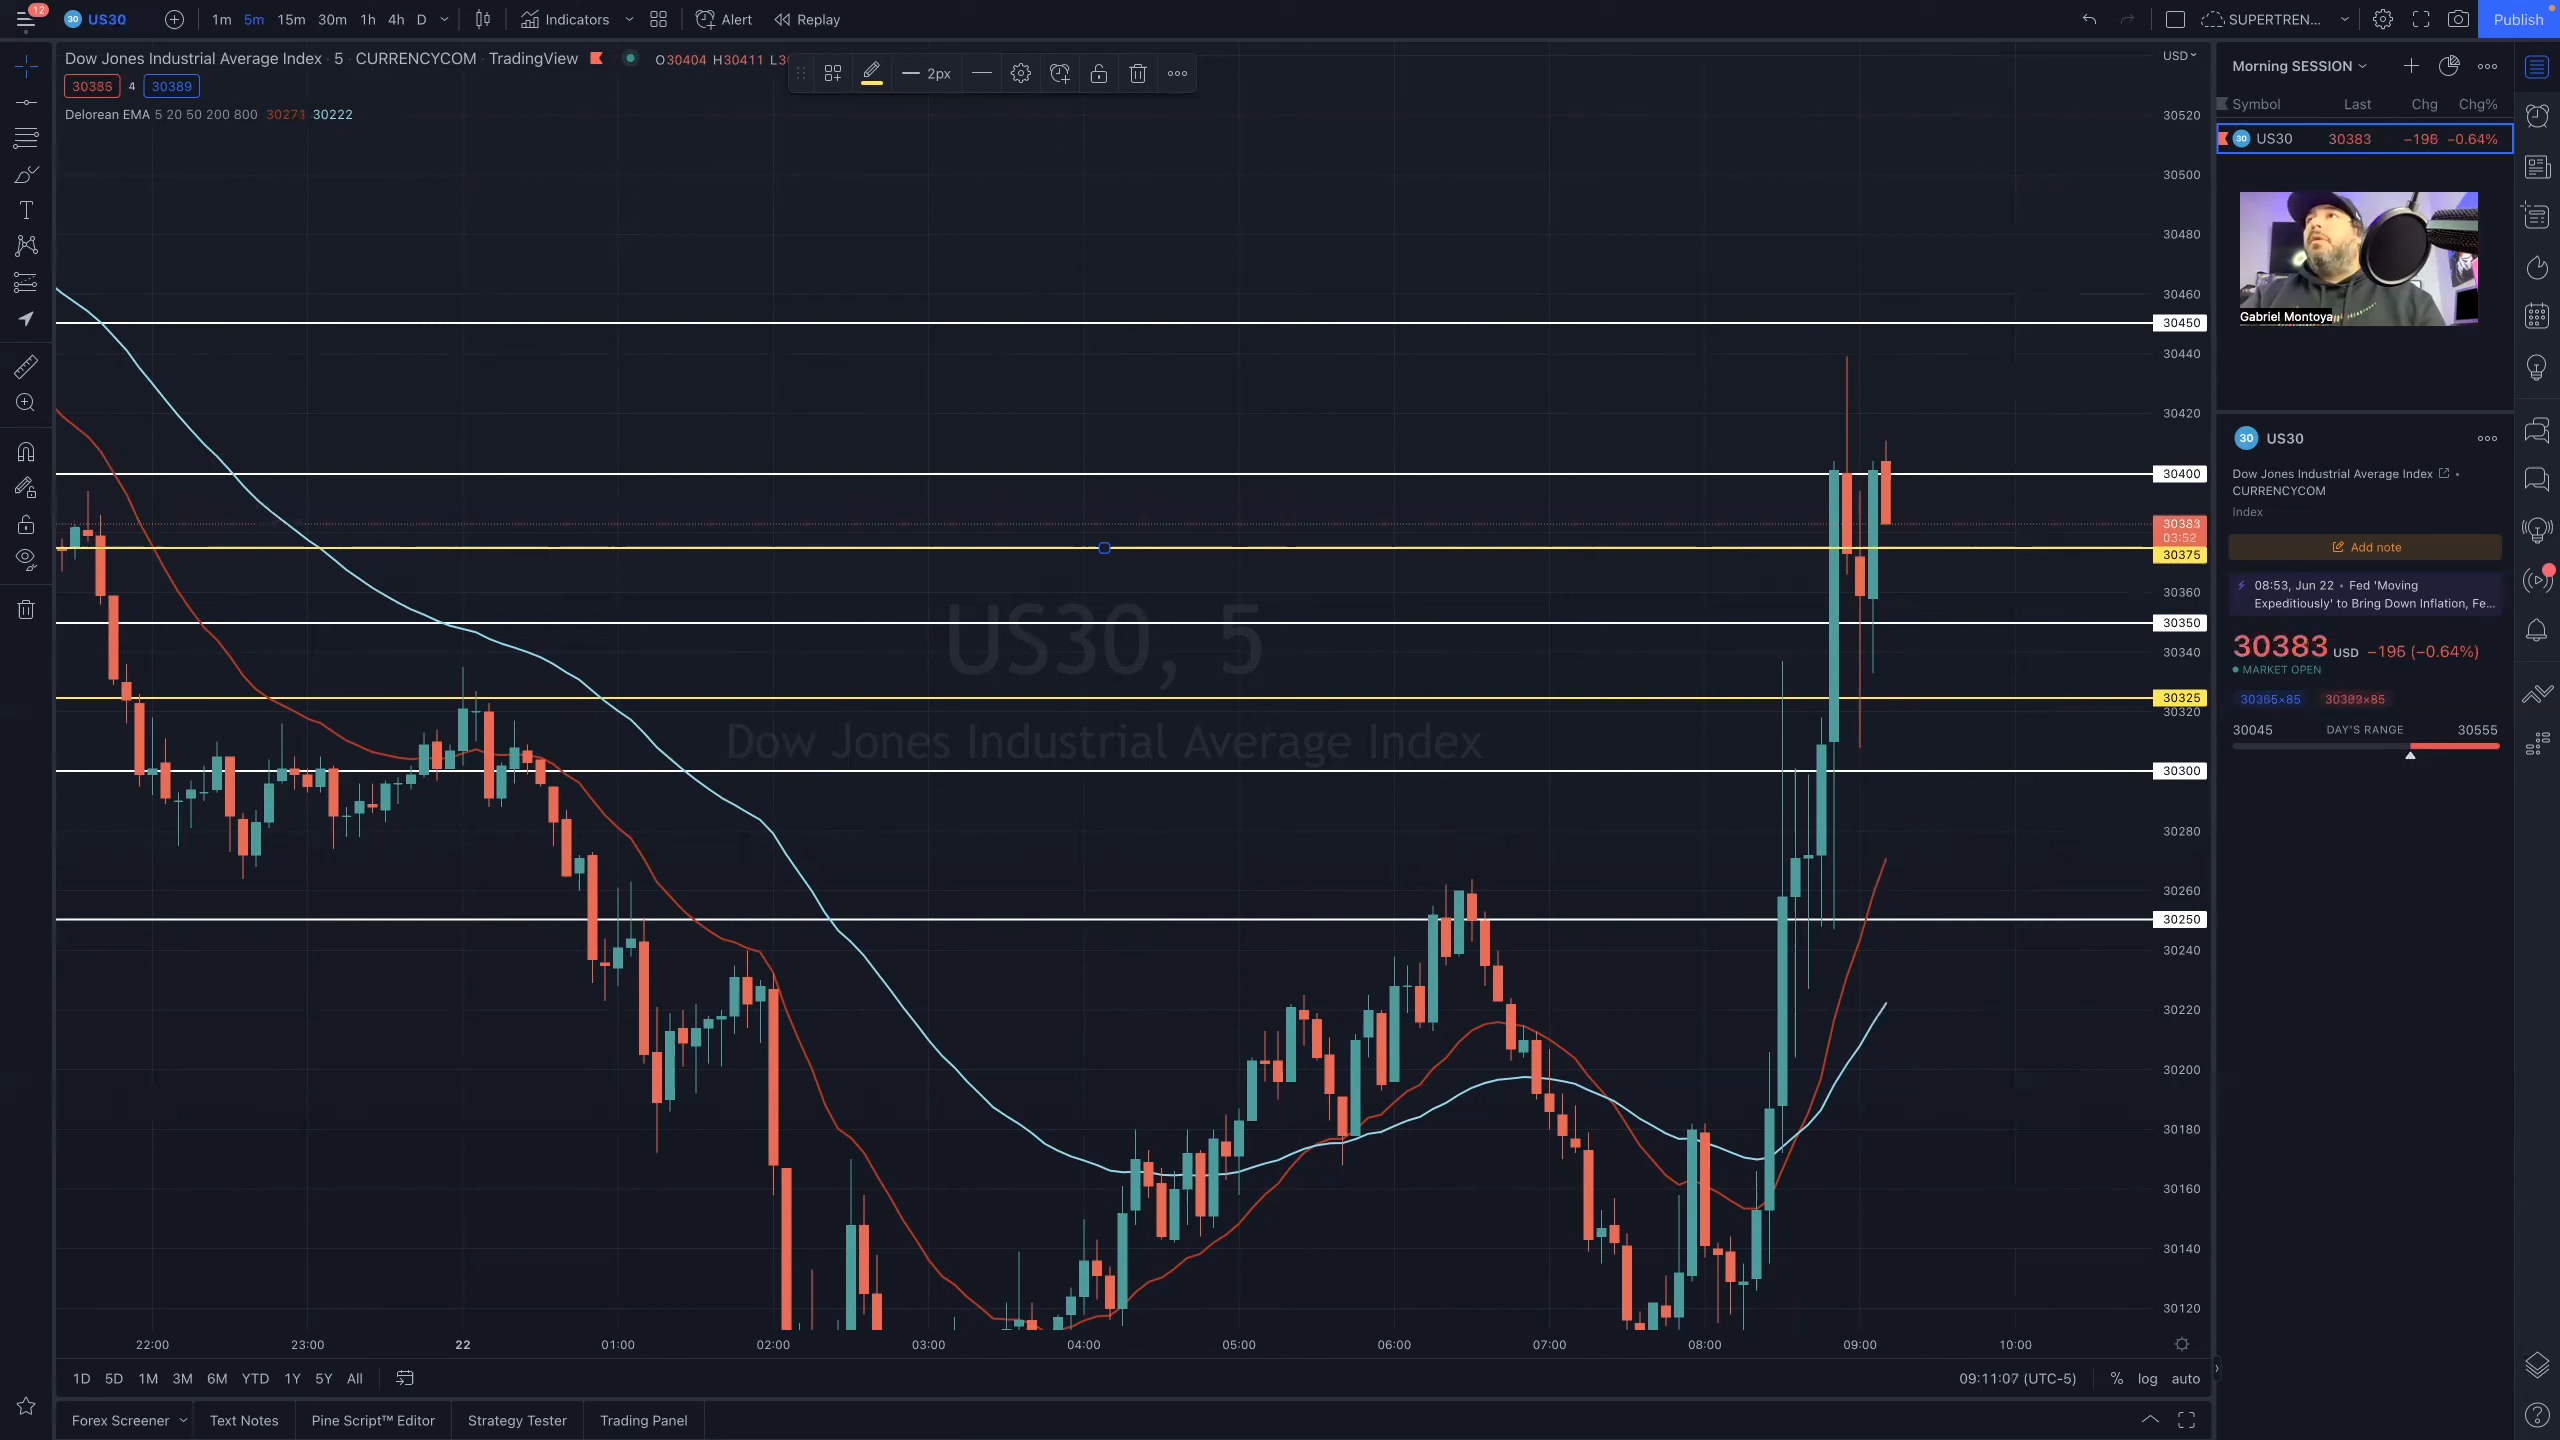 12
30 US30 1m 5m 15m 30m 1h 4h D Indicators Alert Replay SUPERTREN... Publish
Dow Jones Industrial Average Index · 5 · CURRENCYCOM · TradingView O30404 H30411
30385 4 30389
Delorean EMA 5 20 50 200 800 30271 30222
2px
USD
30520
30500
30480
30460
30450
30440
30420
30400
30383
03:52
30375
30360
30350
30340
30325
30320
30300
30280
30260
30250
30240
30220
30200
30180
30160
30140
30120
US30, 5
Dow Jones Industrial Average Index
22:00 23:00 22 01:00 02:00 03:00 04:00 05:00 06:00 07:00 08:00 09:00 10:00
1D 5D 1M 3M 6M YTD 1Y 5Y All 09:11:07 (UTC-5) % log auto
Forex Screener Text Notes Pine Script™ Editor Strategy Tester Trading Panel
Morning SESSION
Symbol Last Chg Chg%
30 US30 30383 −196 −0.64%
Gabriel Montoya
30 US30
Dow Jones Industrial Average Index •
CURRENCYCOM
Index
Add note
08:53, Jun 22 • Fed 'Moving
Expeditiously' to Bring Down Inflation, Fe...
30383 USD −196 (−0.64%)
MARKET OPEN
30045 DAY'S RANGE 30555